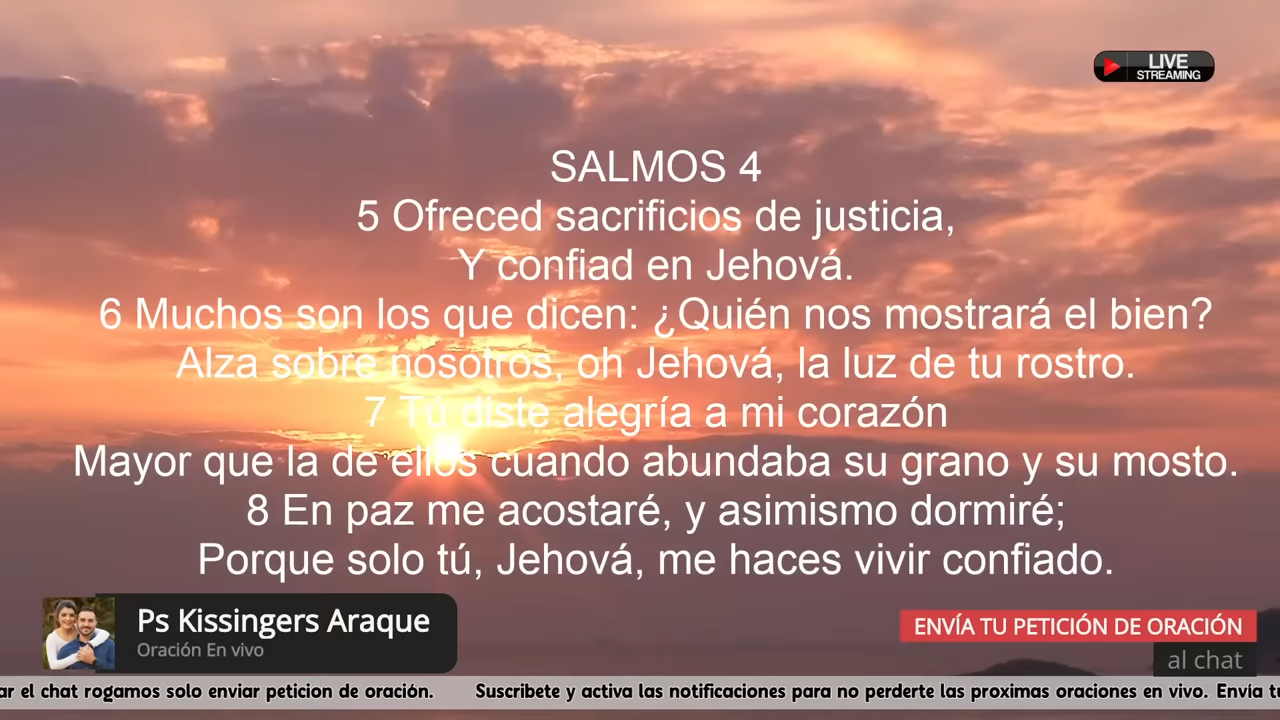 LIVE
STREAMING
SALMOS 4
5 Ofreced sacrificios de justicia,
Y confiad en Jehová.
6 Muchos son los que dicen: ¿Quién nos mostrará el bien?
Alza sobre nosotros, oh Jehová, la luz de tu rostro.
7 Tú diste alegría a mi corazón
Mayor que la de ellos cuando abundaba su grano y su mosto.
8 En paz me acostaré, y asimismo dormiré;
Porque solo tú, Jehová, me haces vivir confiado.
Ps Kissingers Araque
Oración En vivo
ENVÍA TU PETICIÓN DE ORACIÓN
al chat
ar el chat rogamos solo enviar peticion de oración. Suscribete y activa las notificaciones para no perderte las proximas oraciones en vivo. Envía tu